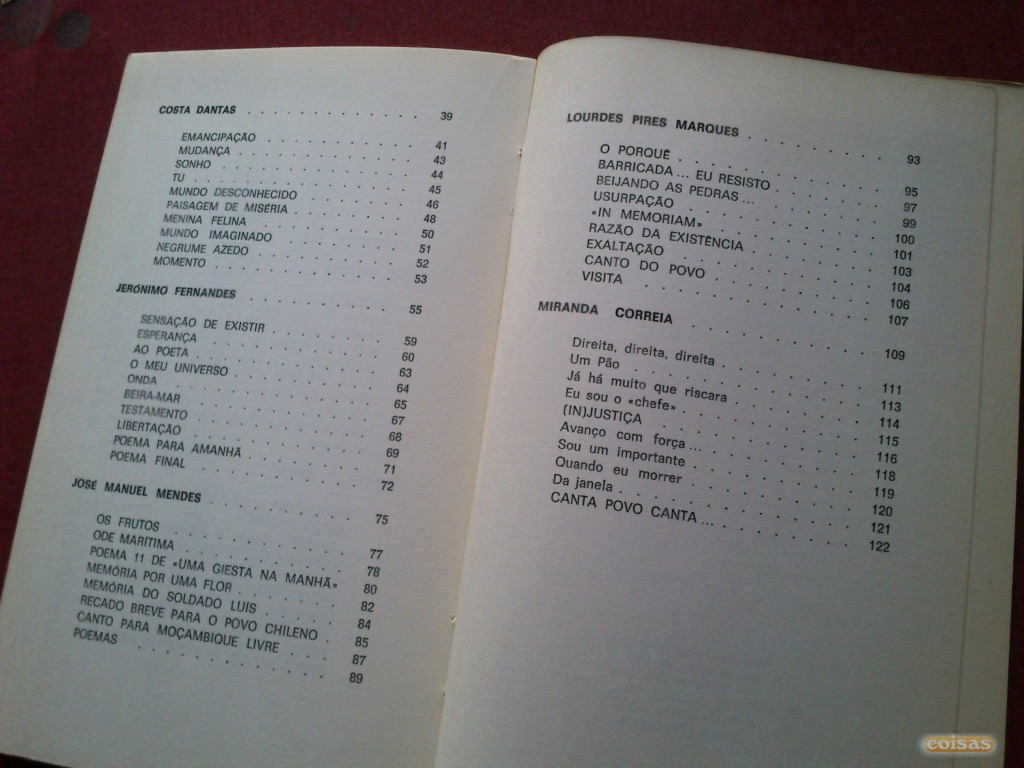 COSTA DANTAS . . . . . . . . . . . . . . 39
EMANCIPAÇÃO . . . . . . . . . . . 41
MUDANÇA . . . . . . . . . . . . . 43
SONHO . . . . . . . . . . . . . . 44
TU . . . . . . . . . . . . . . . 45
MUNDO DESCONHECIDO . . . . . . . . 46
PAISAGEM DE MISÉRIA . . . . . . . . 48
MENINA FELINA . . . . . . . . . . . 50
MUNDO IMAGINADO . . . . . . . . . . 51
NEGRUME AZEDO . . . . . . . . . . . 52
MOMENTO . . . . . . . . . . . . . 53
JERÓNIMO FERNANDES . . . . . . . . . . . 55
SENSAÇÃO DE EXISTIR . . . . . . . . 59
ESPERANÇA . . . . . . . . . . . . 60
AO POETA . . . . . . . . . . . . . 63
O MEU UNIVERSO . . . . . . . . . . 64
ONDA . . . . . . . . . . . . . . 65
BEIRA-MAR . . . . . . . . . . . . 67
TESTAMENTO . . . . . . . . . . . . 68
LIBERTAÇÃO . . . . . . . . . . . . 69
POEMA PARA AMANHÃ . . . . . . . . . 71
POEMA FINAL . . . . . . . . . . . . 72
JOSÉ MANUEL MENDES . . . . . . . . . . . 75
OS FRUTOS . . . . . . . . . . . . 77
ODE MARÍTIMA . . . . . . . . . . . 78
POEMA 11 DE «UMA GIESTA NA MANHÃ» 80
MEMÓRIA POR UMA FLOR . . . . . . . 82
MEMÓRIA DO SOLDADO LUIS . . . . . . 84
RECADO BREVE PARA O POVO CHILENO . 85
CANTO PARA MOÇAMBIQUE LIVRE . . . 87
POEMAS . . . . . . . . . . . . . 89
LOURDES PIRES MARQUES . . . . . . . . . . 93
O PORQUÊ . . . . . . . . . . . . . 95
BARRICADA ... EU RESISTO . . . . . . 97
BEIJANDO AS PEDRAS ... . . . . . . . 99
USURPAÇÃO . . . . . . . . . . . . 100
«IN MEMORIAM» . . . . . . . . . . . 101
RAZÃO DA EXISTÊNCIA . . . . . . . . 103
EXALTAÇÃO . . . . . . . . . . . . 104
CANTO DO POVO . . . . . . . . . . 106
VISITA . . . . . . . . . . . . . . 107
MIRANDA CORREIA . . . . . . . . . . . . 109
Direita, direita, direita . . . . . . . . . 111
Um Pão . . . . . . . . . . . . . . 113
Já há muito que riscara . . . . . . . . 114
Eu sou o «chefe» . . . . . . . . . . . 115
(IN)JUSTIÇA . . . . . . . . . . . . 116
Avanço com força ... . . . . . . . . . 118
Sou um importante . . . . . . . . . . 119
Quando eu morrer . . . . . . . . . . 120
Da janela . . . . . . . . . . . . . 121
CANTA POVO CANTA ... . . . . . . . . 122
coisas